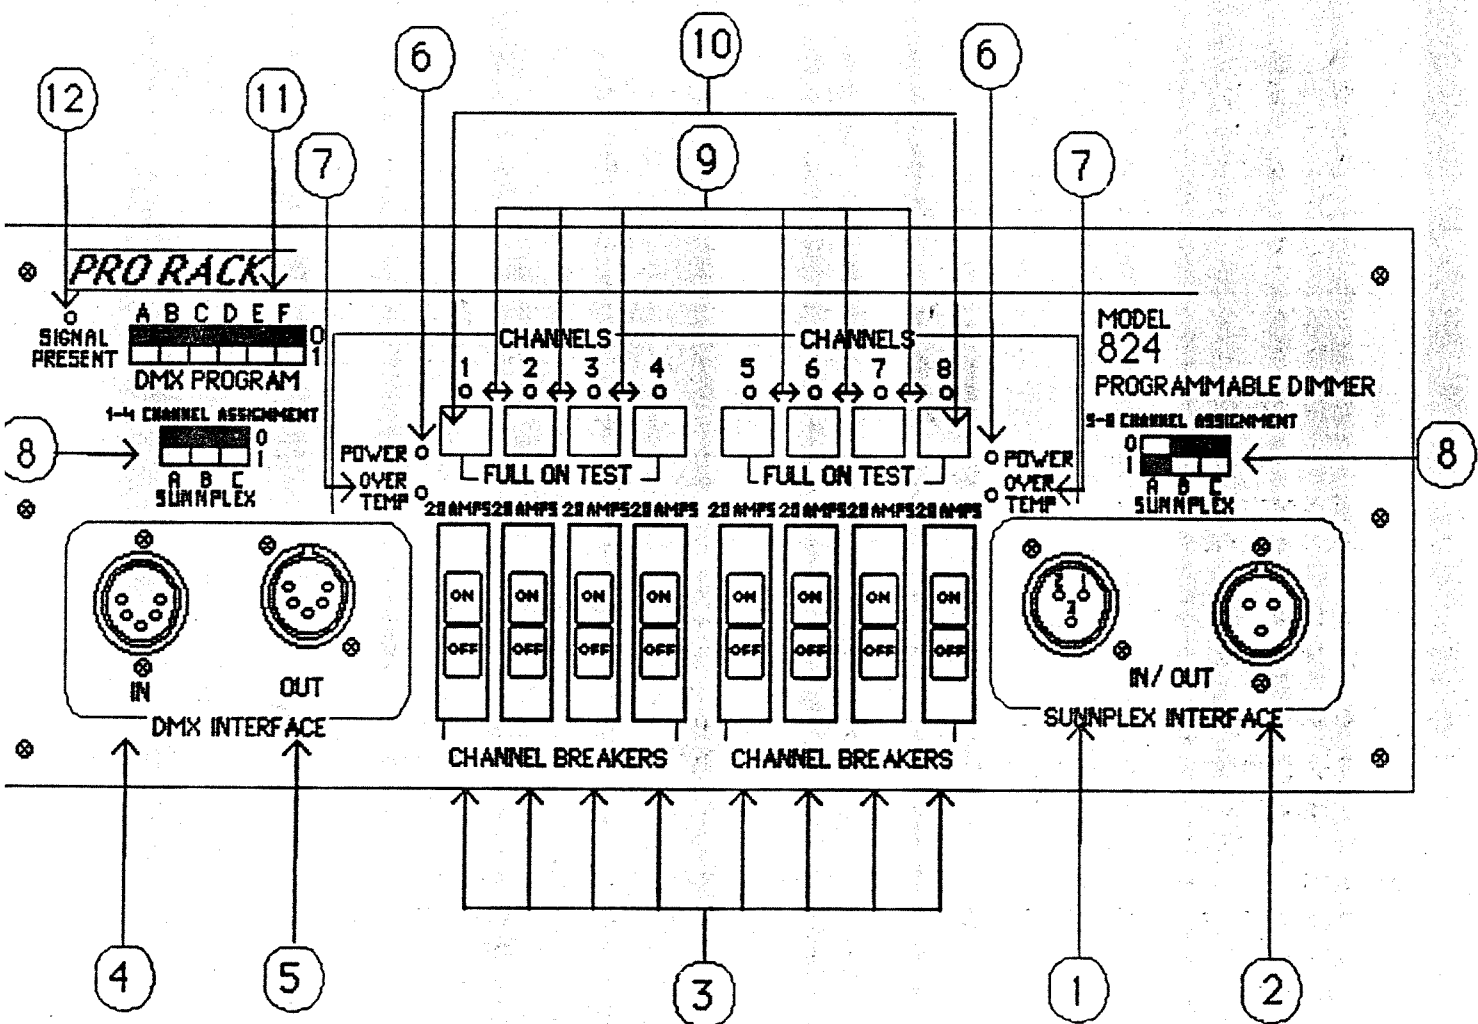 10
6
6
12
11
9
7
7
PRO RACK
A B C D E F
0
1
SIGNAL
PRESENT
DMX PROGRAM
CHANNELS
CHANNELS
1 2 3 4
5 6 7 8
MODEL
824
PROGRAMMABLE DIMMER
1-4 CHANNEL ASSIGNMENT
0
1
A B C
SUNNPLEX
8
POWER
OVER
TEMP
FULL ON TEST
FULL ON TEST
POWER
OVER
TEMP
5-8 CHANNEL ASSIGNMENT
0
1
A B C
SUNNPLEX
8
20 AMPS 20 AMPS 20 AMPS 20 AMPS
20 AMPS 20 AMPS 20 AMPS 20 AMPS
ON ON ON ON ON ON ON ON
OFF OFF OFF OFF OFF OFF OFF OFF
2 1
3
IN
OUT
DMX INTERFACE
IN/ OUT
SUNNPLEX INTERFACE
CHANNEL BREAKERS
CHANNEL BREAKERS
4
5
3
1
2